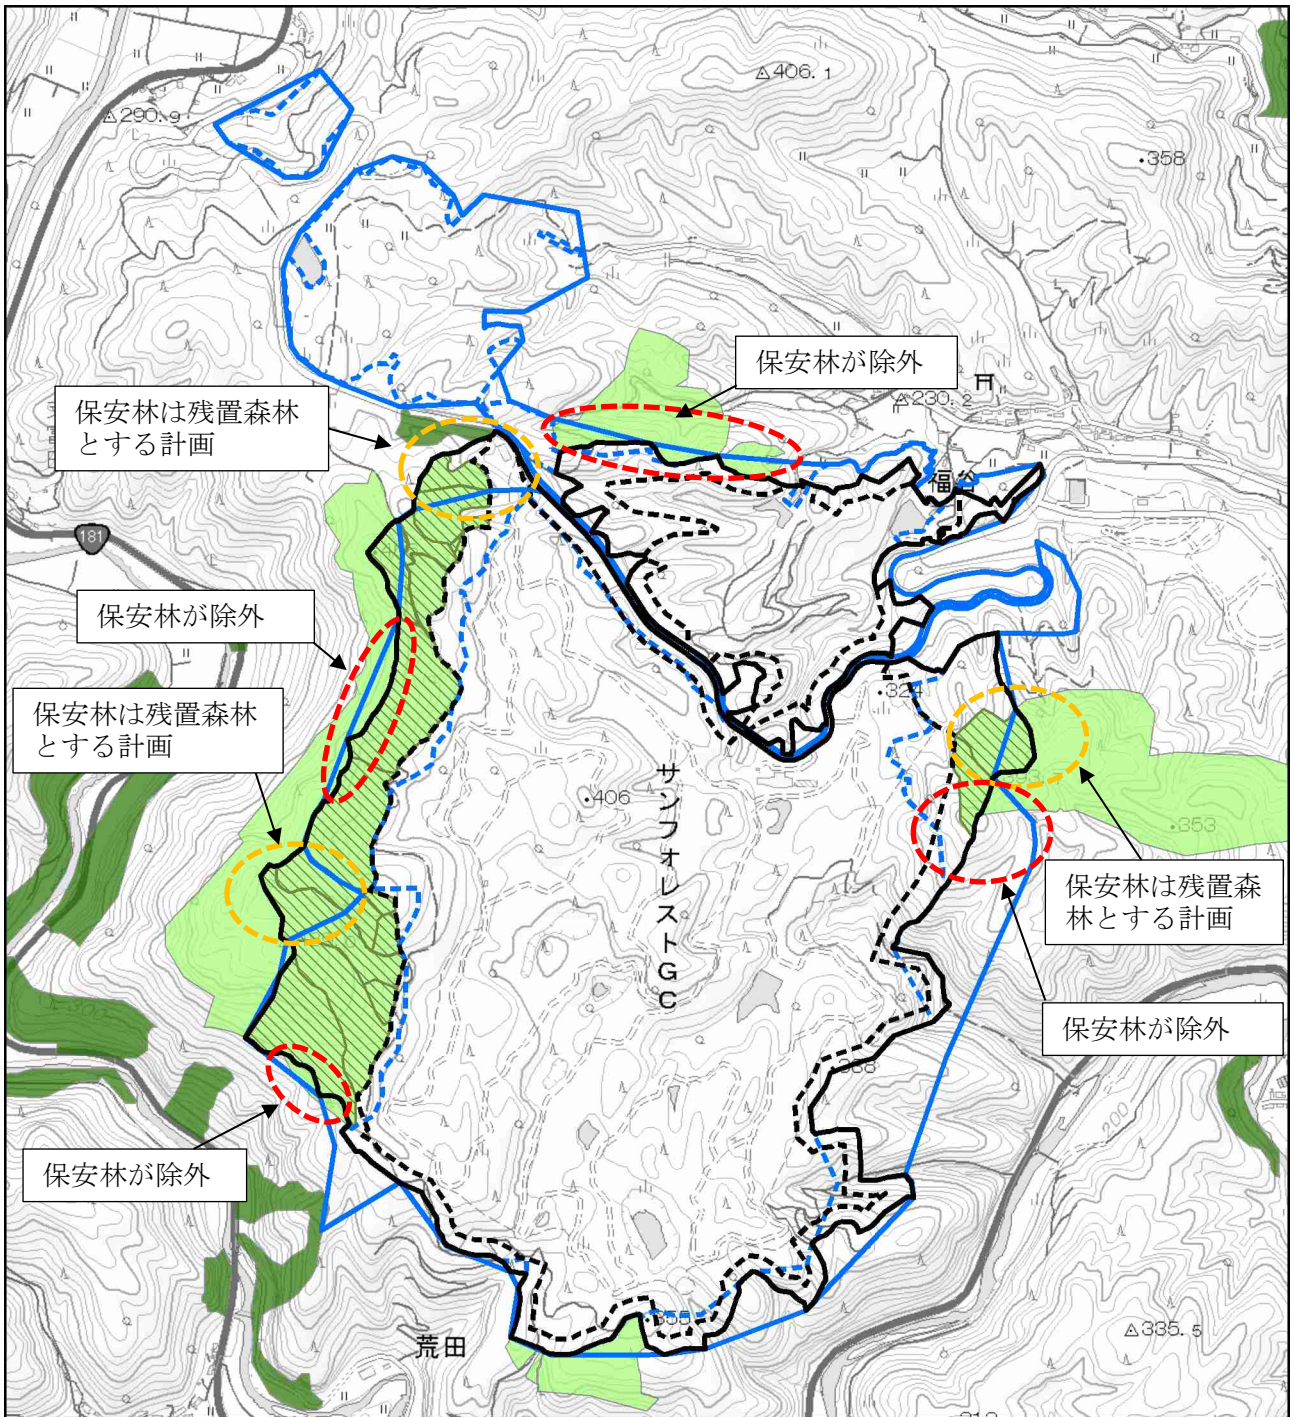 △406.1
△290.9
・358
保安林が除外
保安林は残置森林
とする計画
△230.2
福谷
181
保安林が除外
・324
保安林は残置森林
とする計画
サンフォレストGC
・406
・353
保安林は残置森
林とする計画
保安林が除外
保安林が除外
荒田
△335.5